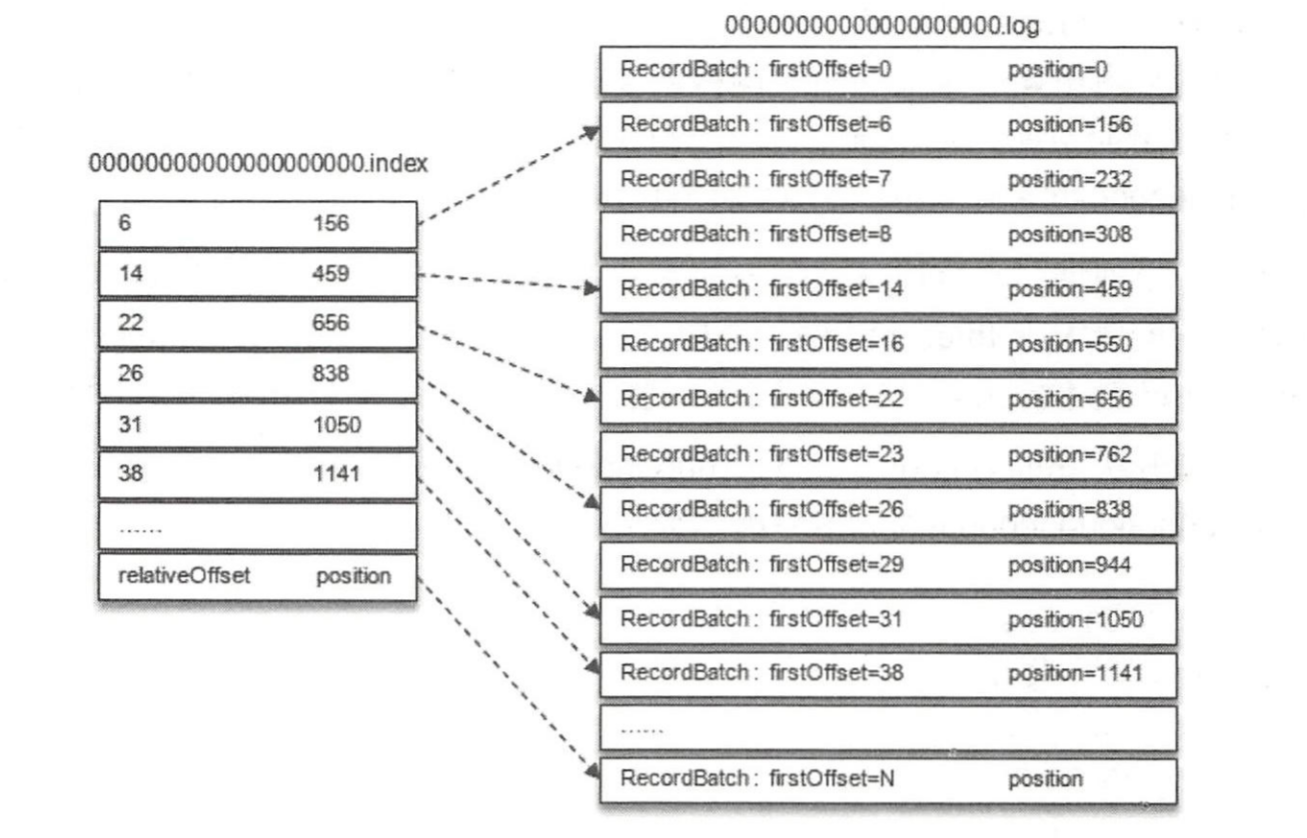 00000000000000000000.index
6 156
14 459
22 656
26 838
31 1050
38 1141
......
relativeOffset position
00000000000000000000.log
RecordBatch: firstOffset=0 position=0
RecordBatch: firstOffset=6 position=156
RecordBatch: firstOffset=7 position=232
RecordBatch: firstOffset=8 position=308
RecordBatch: firstOffset=14 position=459
RecordBatch: firstOffset=16 position=550
RecordBatch: firstOffset=22 position=656
RecordBatch: firstOffset=23 position=762
RecordBatch: firstOffset=26 position=838
RecordBatch: firstOffset=29 position=944
RecordBatch: firstOffset=31 position=1050
RecordBatch: firstOffset=38 position=1141
......
RecordBatch: firstOffset=N position